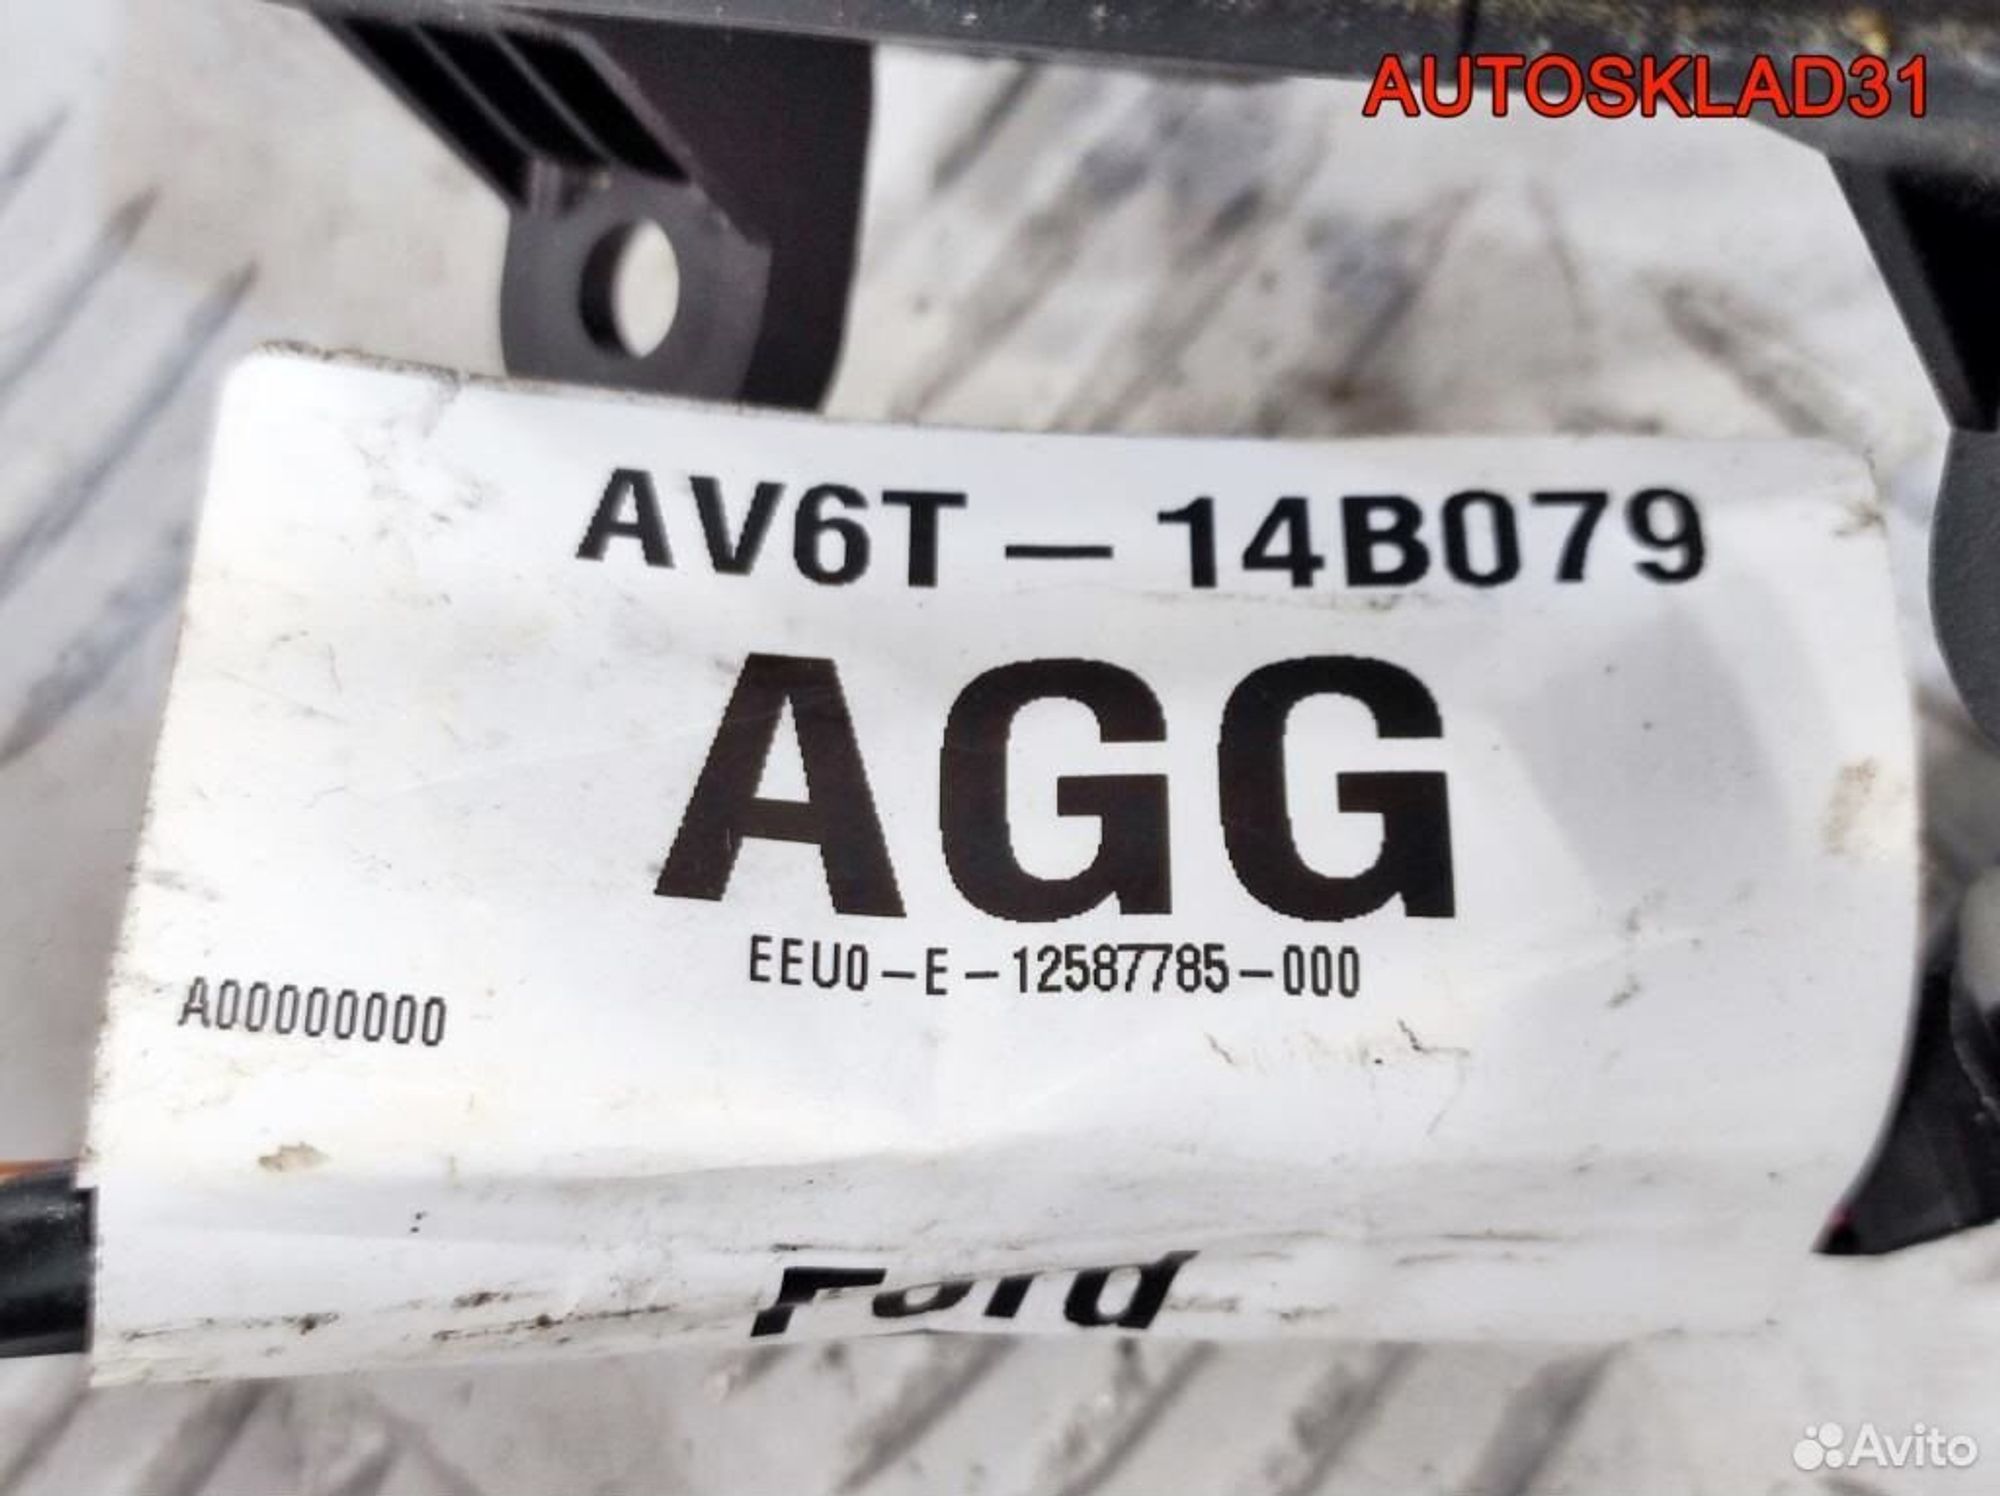 AUTOSKLAD31
AV6T-14B079
AGG
EEU0-E-12587785-000
A00000000
Ford
Avito